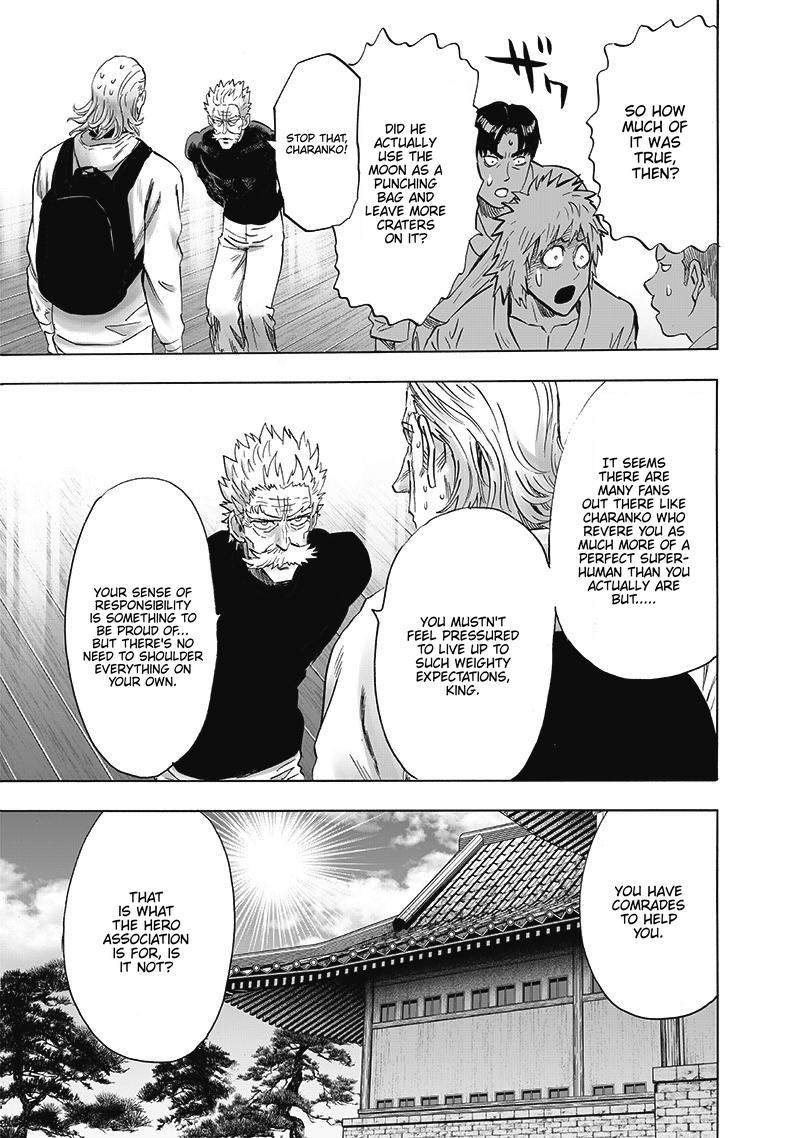 SO HOW
MUCH OF
IT WAS
TRUE,
THEN?
ザワ
DID HE
ACTUALLY
USE THE
MOON AS A
PUNCHING
BAG AND
LEAVE MORE
CRATERS
ON IT?
STOP THAT,
CHARANKO!
IT SEEMS
THERE ARE
MANY FANS
OUT THERE LIKE
CHARANKO WHO
REVERE YOU AS
MUCH MORE OF A
PERFECT SUPER-
HUMAN THAN YOU
ACTUALLY ARE
BUT.....
YOU MUSTN'T
FEEL PRESSURED
TO LIVE UP TO
SUCH WEIGHTY
EXPECTATIONS,
KING.
YOUR SENSE OF
RESPONSIBILITY
IS SOMETHING TO
BE PROUD OF...
BUT THERE'S NO
NEED TO SHOULDER
EVERYTHING ON
YOUR OWN.
YOU HAVE
COMRADES
TO HELP
YOU.
THAT
IS WHAT
THE HERO
ASSOCIATION
IS FOR, IS
IT NOT?